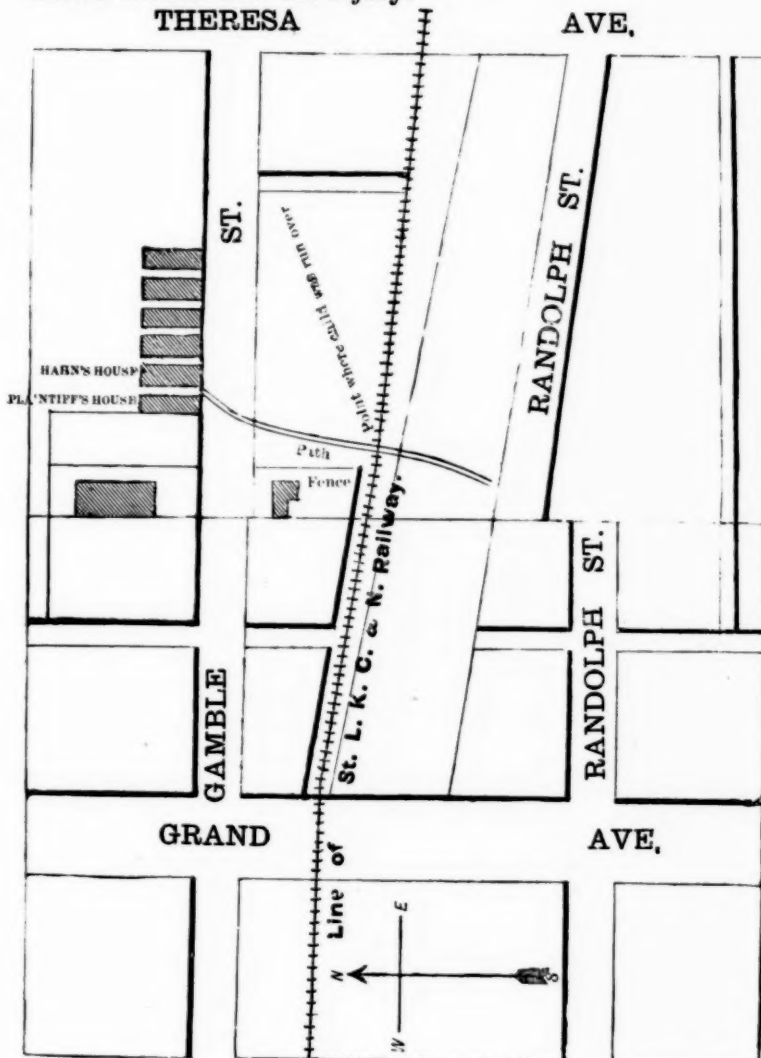 THERESA AVE.
ST.
RANDOLPH ST.
Point where child was run over
HAHN'S HOUSE
PLAINTIFF'S HOUSE
Path
Fence
St. L. K. C. & N. Railway.
RANDOLPH ST.
GAMBLE
GRAND AVE.
Line of
N
E
W
S